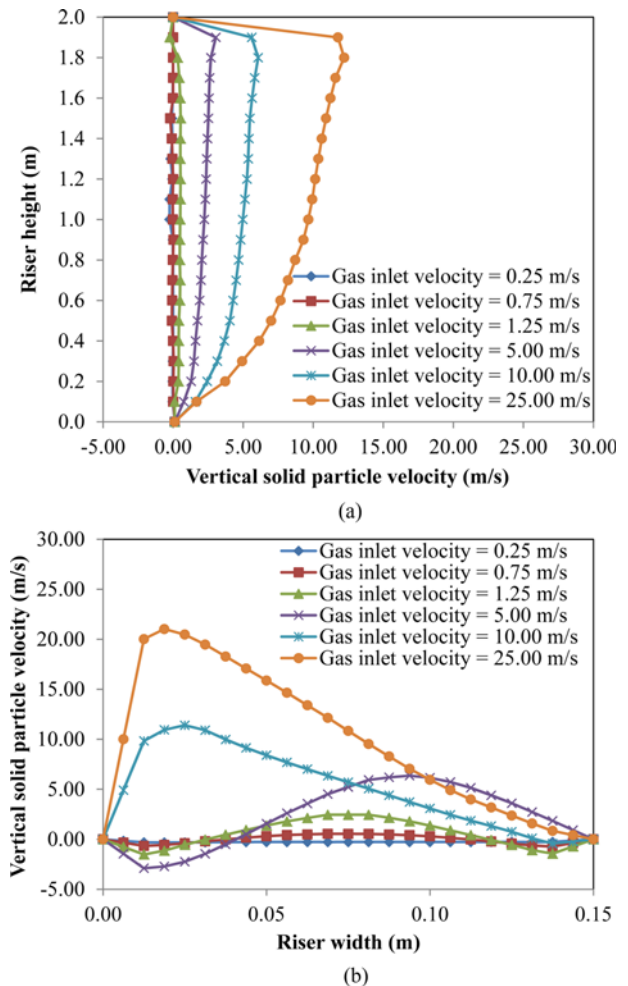 2.0
1.8
1.6
1.4
1.2
1.0
0.8
0.6
0.4
0.2
0.0
Riser height (m)
Gas inlet velocity = 0.25 m/s
Gas inlet velocity = 0.75 m/s
Gas inlet velocity = 1.25 m/s
Gas inlet velocity = 5.00 m/s
Gas inlet velocity = 10.00 m/s
Gas inlet velocity = 25.00 m/s
-5.00 0.00 5.00 10.00 15.00 20.00 25.00 30.00
Vertical solid particle velocity (m/s)
(a)
30.00
25.00
20.00
15.00
10.00
5.00
0.00
-5.00
Vertical solid particle velocity (m/s)
Gas inlet velocity = 0.25 m/s
Gas inlet velocity = 0.75 m/s
Gas inlet velocity = 1.25 m/s
Gas inlet velocity = 5.00 m/s
Gas inlet velocity = 10.00 m/s
Gas inlet velocity = 25.00 m/s
0.00 0.05 0.10 0.15
Riser width (m)
(b)